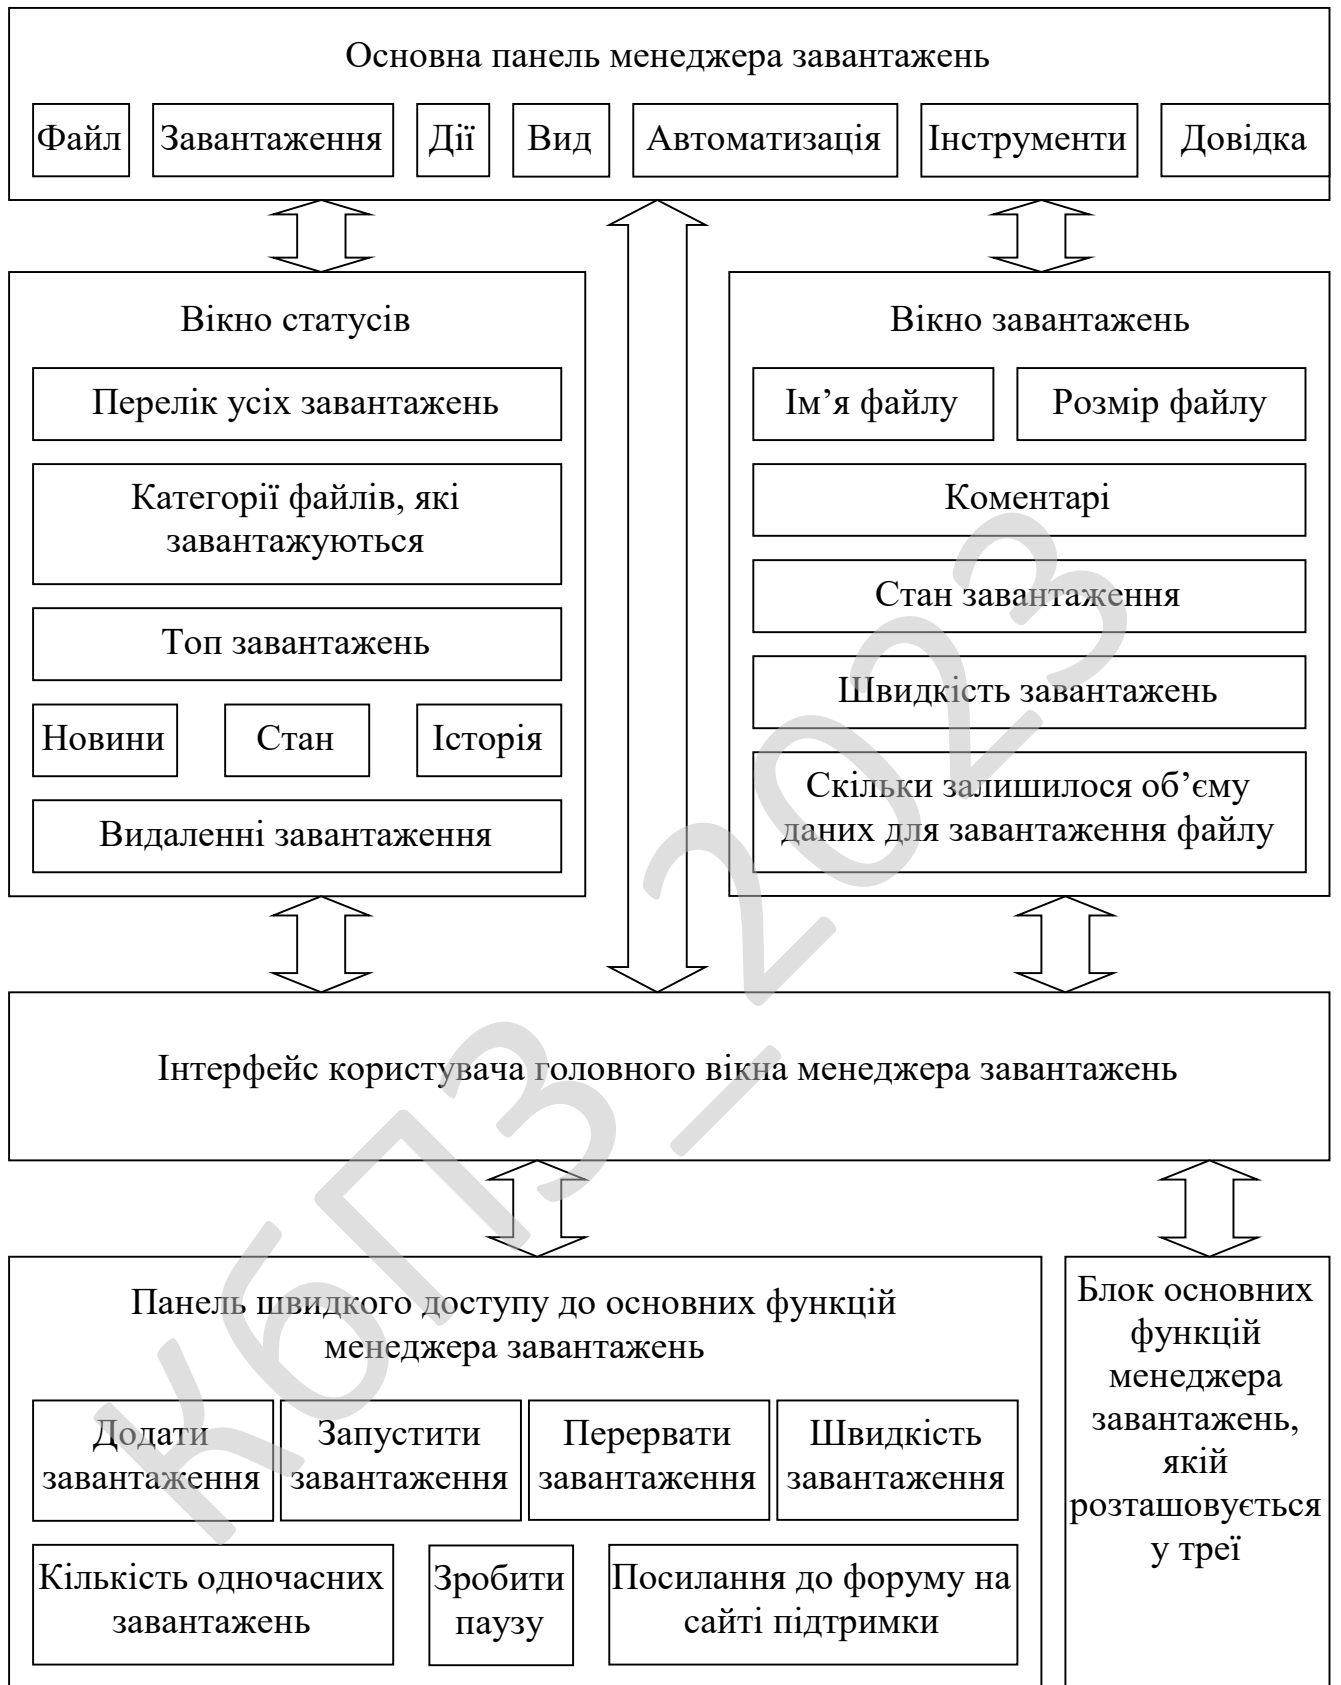 Основна панель менеджера завантажень
Файл Завантаження Дії Вид Автоматизація Інструменти Довідка
Вікно статусів
Перелік усіх завантажень
Категорії файлів, які
завантажуються
Топ завантажень
Новини Стан Історія
Видаленні завантаження
Вікно завантажень
Ім’я файлу Розмір файлу
Коментарі
Стан завантаження
Швидкість завантажень
Скільки залишилося об’єму
даних для завантаження файлу
Інтерфейс користувача головного вікна менеджера завантажень
Панель швидкого доступу до основних функцій
менеджера завантажень
Додати
завантаження
Запустити
завантаження
Перервати
завантаження
Швидкість
завантаження
Кількість одночасних
завантажень
Зробити
паузу
Посилання до форуму на
сайті підтримки
Блок основних
функцій
менеджера
завантажень,
якій
розташовується
у треї
КбПЗ_2023